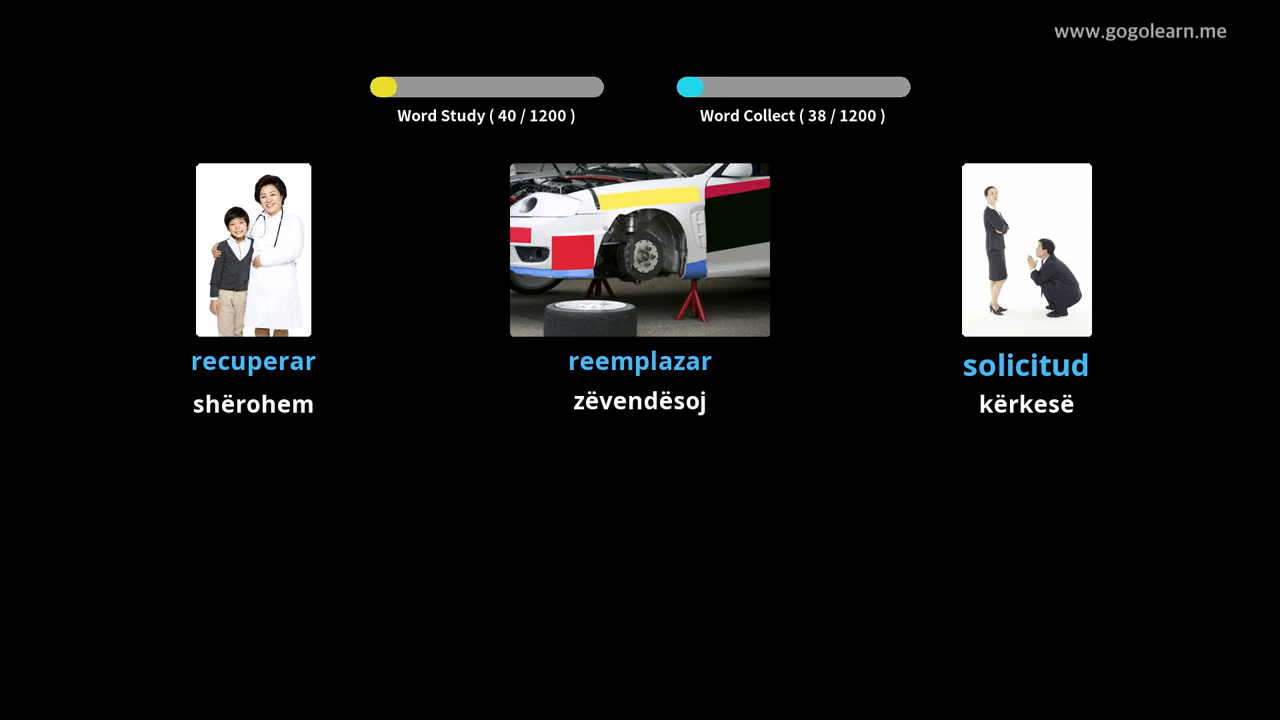 www.gogolearn.me
Word Study ( 40 / 1200 )
Word Collect ( 38 / 1200 )
recuperar
shërohem
reemplazar
zëvendësoj
solicitud
kërkesë